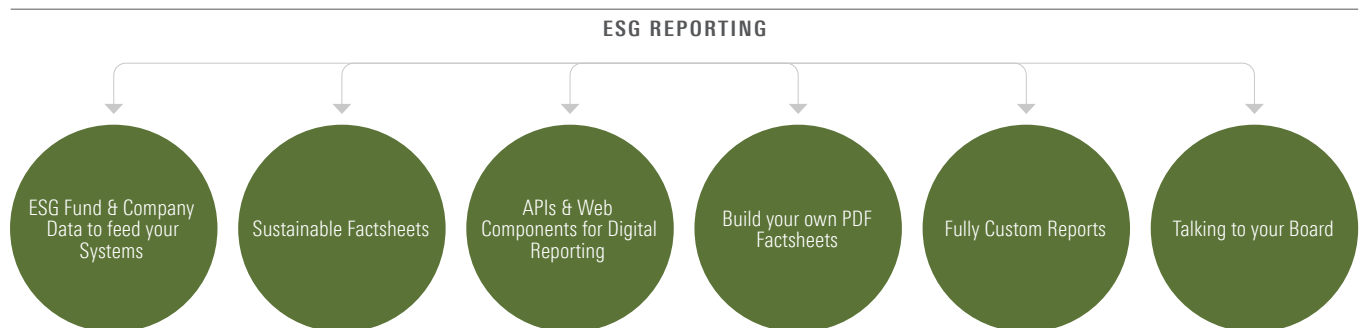 ESG REPORTING
ESG Fund & Company
Data to feed your
Systems
Sustainable Factsheets
APIs & Web
Components for Digital
Reporting
Build your own PDF
Factsheets
Fully Custom Reports
Talking to your Board